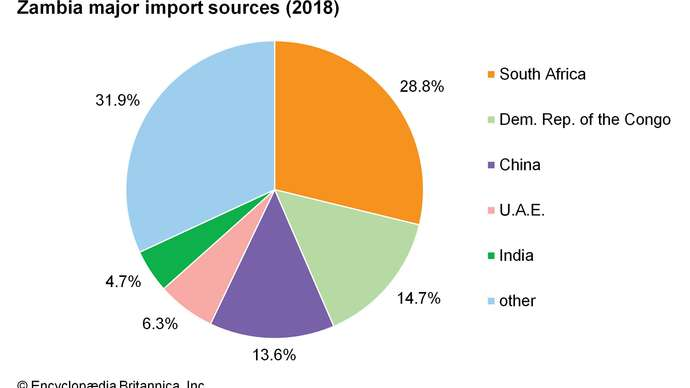 Zambia major import sources (2018)
31.9%
28.8%
4.7%
6.3%
13.6%
14.7%
South Africa
Dem. Rep. of the Congo
China
U.A.E.
India
other
© Encyclopædia Britannica, Inc.